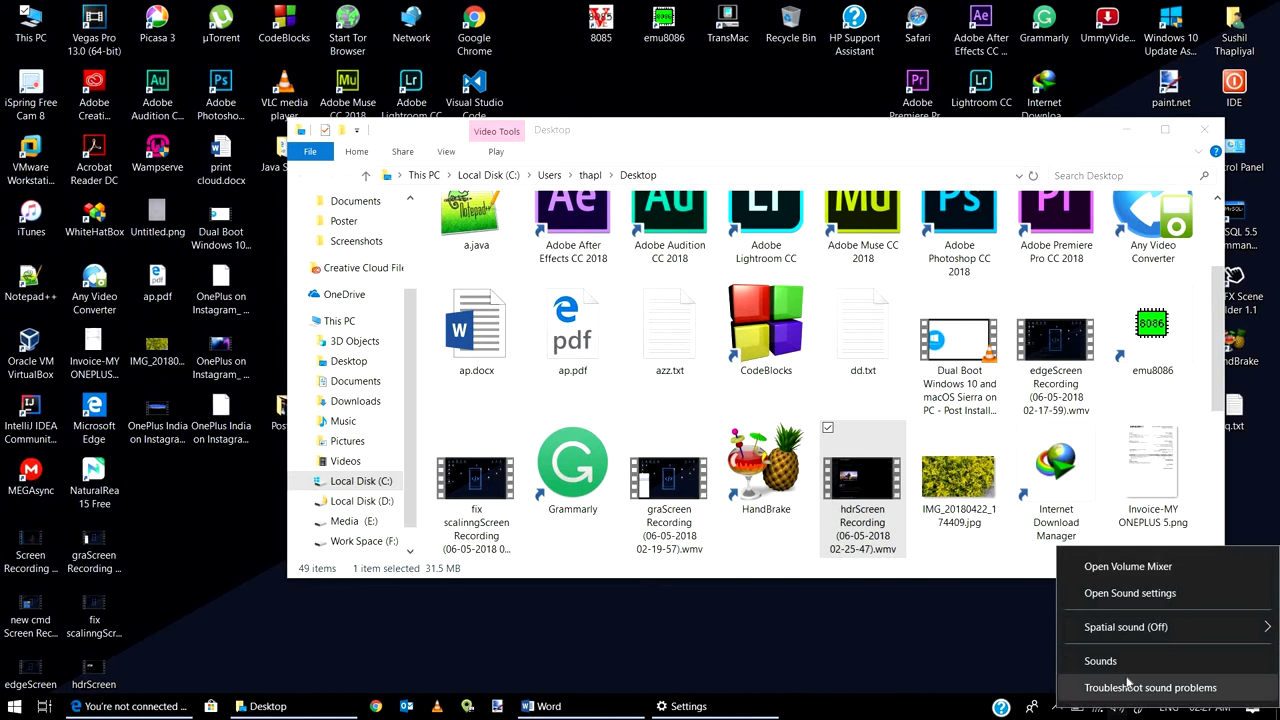 This PC
Vegas Pro
13.0 (64-bit)
Picasa 3
µTorrent
CodeBlocks
Start Tor
Browser
Network
Google
Chrome
8085
emu8086
TransMac
Recycle Bin
HP Support
Assistant
Safari
Adobe After
Effects CC ...
Grammarly
UmmyVide...
Windows 10
Update As...
Sushil
Thapliyal
iSpring Free
Cam 8
Adobe
Creati...
Adobe
Audition C...
Adobe
Photosho...
VLC media
player
Adobe Muse
CC 2018
Adobe
Lightroom CC
Visual Studio
Code
Adobe
Premiere Pr...
Lightroom CC
Internet
Downloa...
paint.net
IDE
VMware
Workstati...
Acrobat
Reader DC
Wampserve
print
cloud.docx
Java S
iTunes
WhiteHatBox
Untitled.png
Dual Boot
Windows 10...
Notepad++
Any Video
Converter
ap.pdf
OnePlus on
Instagram_ ...
Oracle VM
VirtualBox
Invoice-MY
ONEPLUS ...
IMG_20180...
OnePlus on
Instagram_ ...
IntelliJ IDEA
Communit...
Microsoft
Edge
OnePlus India
on Instagra...
OnePlus India
on Instagra...
Pos
MEGAsync
NaturalRea
15 Free
Screen
Recording ...
graScreen
Recording ...
new cmd
Screen Rec...
fix
scalinngScr...
edgeScreen
hdrScreen
Video Tools
Desktop
File
Home
Share
View
Play
This PC
Local Disk (C:)
Users
thapl
Desktop
Search Desktop
Documents
Poster
Screenshots
Creative Cloud File
OneDrive
This PC
3D Objects
Desktop
Documents
Downloads
Music
Pictures
Videos
Local Disk (C:)
Local Disk (D:)
Media (E:)
Work Space (F:)
a.java
Adobe After
Effects CC 2018
Adobe Audition
CC 2018
Adobe
Lightroom CC
Adobe Muse CC
2018
Adobe
Photoshop CC
2018
Adobe Premiere
Pro CC 2018
Any Video
Converter
ap.docx
ap.pdf
azz.txt
CodeBlocks
dd.txt
Dual Boot
Windows 10 and
macOS Sierra on
PC - Post Install...
edgeScreen
Recording
(06-05-2018
02-17-59).wmv
8086
emu8086
fix
scalinngScreen
Recording
(06-05-2018 0...
Grammarly
graScreen
Recording
(06-05-2018
02-19-57).wmv
HandBrake
hdrScreen
Recording
(06-05-2018
02-25-47).wmv
IMG_20180422_1
74409.jpg
Internet
Download
Manager
Invoice-MY
ONEPLUS 5.png
49 items
1 item selected
31.5 MB
trol Panel
SQL 5.5
omman...
FX Scene
lder 1.1
ndBrake
q.txt
Open Volume Mixer
Open Sound settings
Spatial sound (Off)
Sounds
Troubleshoot sound problems
You're not connected ...
Desktop
Word
Settings